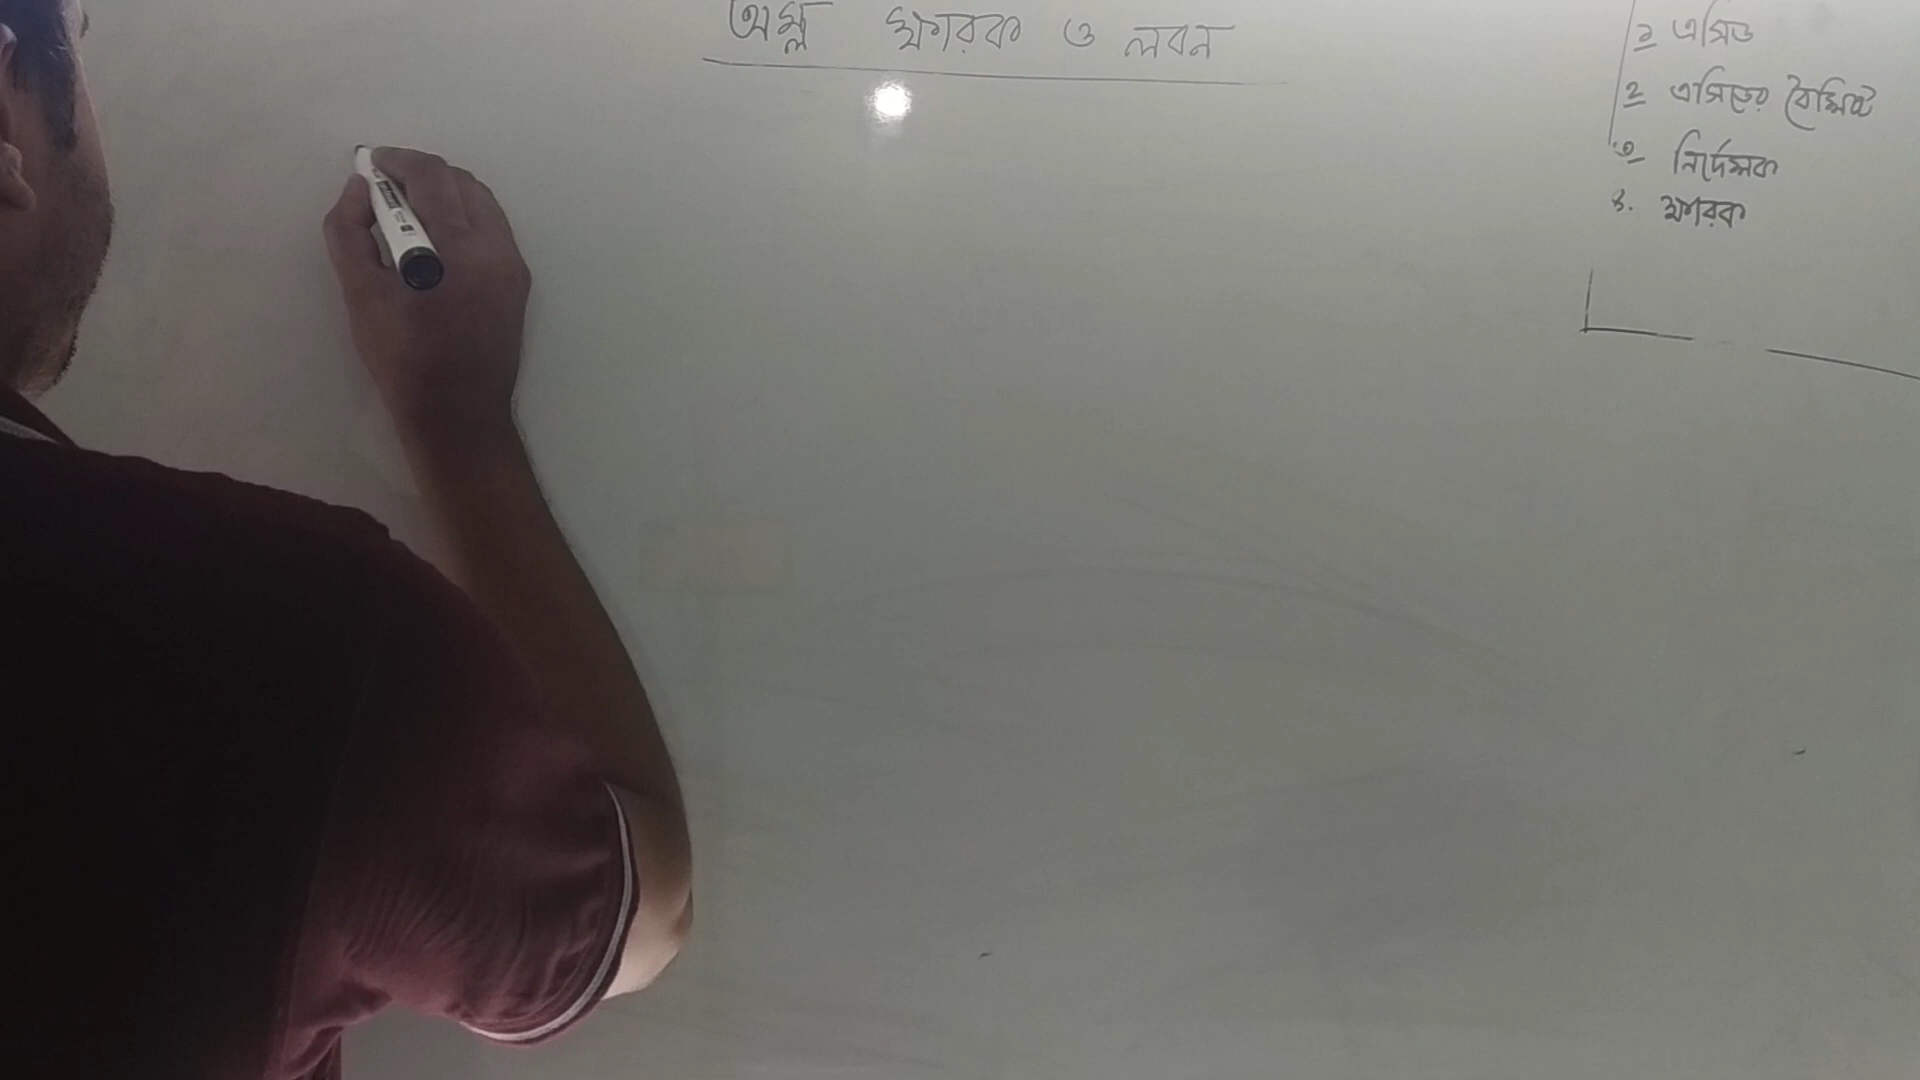 অম্ল ক্ষারক ও লবন
১ এসিড
২ এসিডের বৈশিষ্ট
৩ নির্দেশক
৪. ক্ষারক